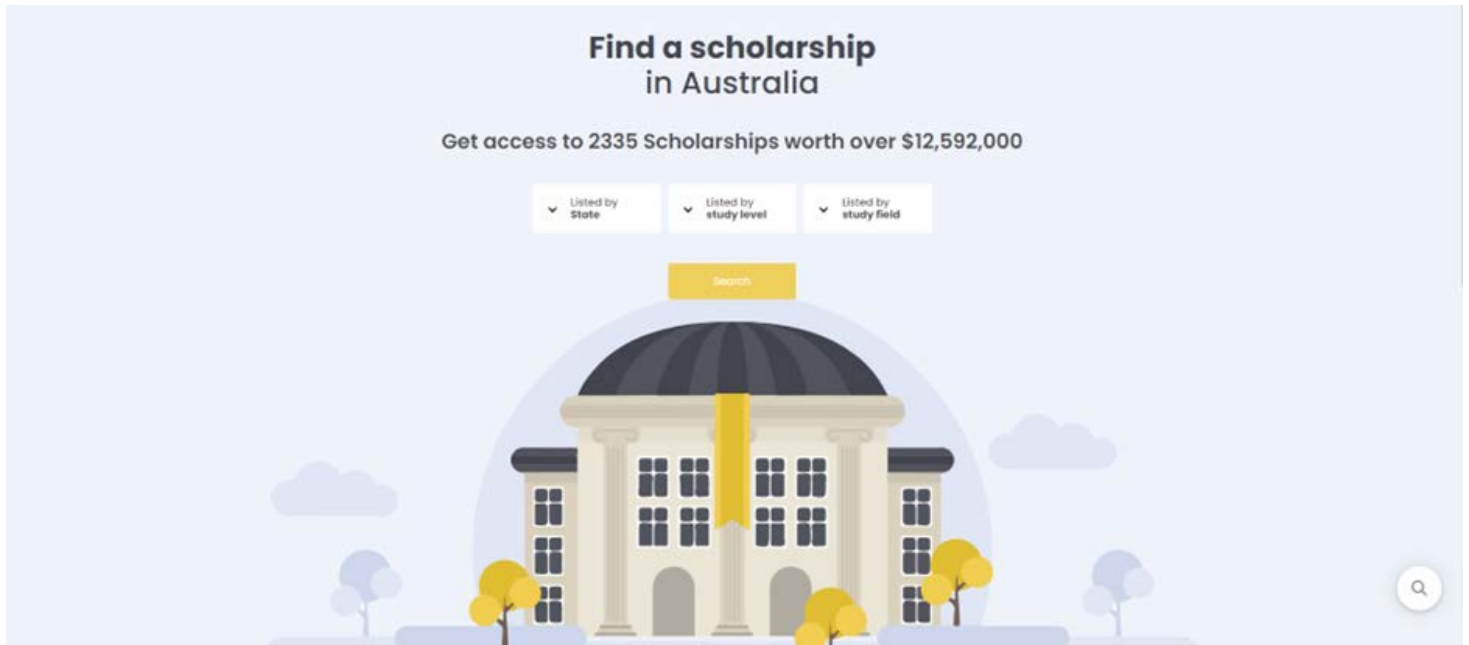 Find a scholarship
in Australia
Get access to 2335 Scholarships worth over $12,592,000
Listed by
State
Listed by
study level
Listed by
study field
Search